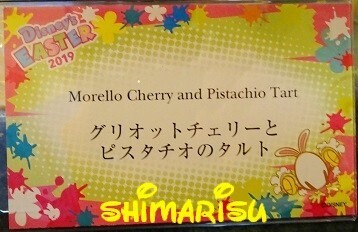 Disney's
EASTER
2019
Morello Cherry and Pistachio Tart
グリオットチェリーと
ピスタチオのタルト
SHIMARISU
©DISNEY